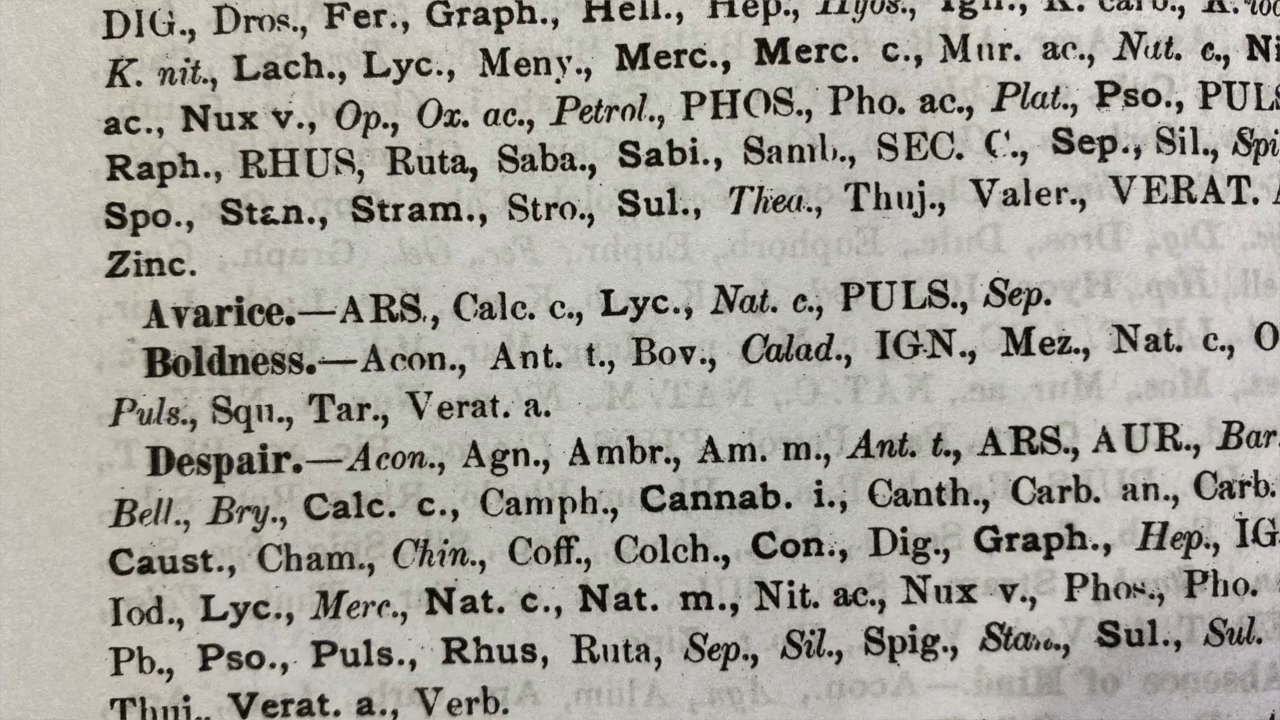 DIG., Dros., Fer., Graph., Hell., Hep., Hyos., Ign., K. carb.,
K. nit., Lach., Lyc., Meny., Merc., Merc. c., Mur. ac., Nat. c.,
ac., Nux v., Op., Ox. ac., Petrol., PHOS., Pho. ac., Plat., Pso., PULS
Raph., RHUS, Ruta, Saba., Sabi., Samb., SEC. C., Sep., Sil., Spi
Spo., Stan., Stram., Stro., Sul., Thea., Thuj., Valer., VERAT.
Zinc.
Avarice.—ARS., Calc. c., Lyc., Nat. c., PULS., Sep.
Boldness.—Acon., Ant. t., Bov., Calad., IGN., Mez., Nat. c., O
Puls., Squ., Tar., Verat. a.
Despair.—Acon., Agn., Ambr., Am. m., Ant. t., ARS., AUR., Bar.
Bell., Bry., Calc. c., Camph., Cannab. i., Canth., Carb. an., Carb.
Caust., Cham., Chin., Coff., Colch., Con., Dig., Graph., Hep., IG
Iod., Lyc., Merc., Nat. c., Nat. m., Nit. ac., Nux v., Phos., Pho.
Pb., Pso., Puls., Rhus, Ruta, Sep., Sil., Spig., Stan., Sul., Sul.
Thuj., Verat. a., Verb.